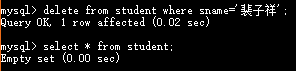 mysql> delete from student where sname='裴子祥';
Query OK, 1 row affected (0.02 sec)
mysql> select * from student;
Empty set (0.00 sec)